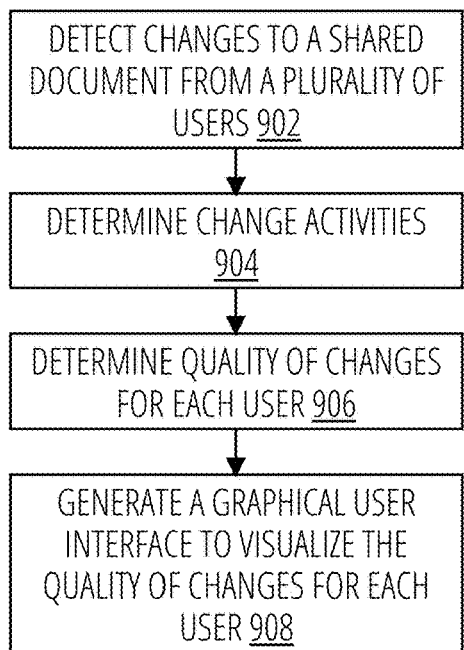 DETECT CHANGES TO A SHARED
DOCUMENT FROM A PLURALITY OF
USERS 902
DETERMINE CHANGE ACTIVITIES
904
DETERMINE QUALITY OF CHANGES
FOR EACH USER 906
GENERATE A GRAPHICAL USER
INTERFACE TO VISUALIZE THE
QUALITY OF CHANGES FOR EACH
USER 908